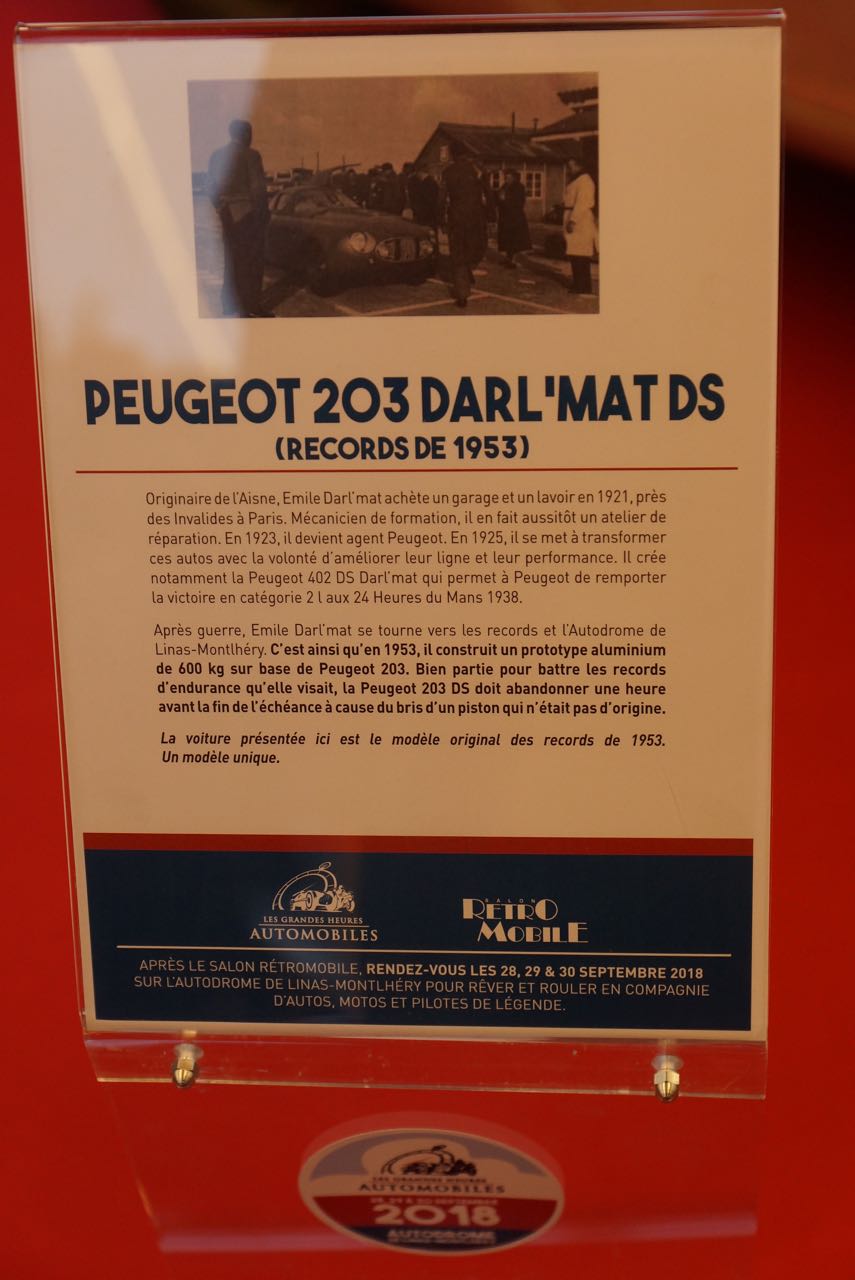 PEUGEOT 203 DARL'MAT DS
(RECORDS DE 1953)
Originaire de l'Aisne, Emile Darl'mat achète un garage et un lavoir en 1921, près
des Invalides à Paris. Mécanicien de formation, il en fait aussitôt un atelier de
réparation. En 1923, il devient agent Peugeot. En 1925, il se met à transformer
ces autos avec la volonté d'améliorer leur ligne et leur performance. Il crée
notamment la Peugeot 402 DS Darl'mat qui permet à Peugeot de remporter
la victoire en catégorie 2 l aux 24 Heures du Mans 1938.
Après guerre, Emile Darl'mat se tourne vers les records et l'Autodrome de
Linas-Montlhéry. C'est ainsi qu'en 1953, il construit un prototype aluminium
de 600 kg sur base de Peugeot 203. Bien partie pour battre les records
d'endurance qu'elle visait, la Peugeot 203 DS doit abandonner une heure
avant la fin de l'échéance à cause du bris d'un piston qui n'était pas d'origine.
La voiture présentée ici est le modèle original des records de 1953.
Un modèle unique.
LES GRANDES HEURES
AUTOMOBILES
SALON
RETRO
MOBILE
APRÈS LE SALON RÉTROMOBILE, RENDEZ-VOUS LES 28, 29 & 30 SEPTEMBRE 2018
SUR L'AUTODROME DE LINAS-MONTLHÉRY POUR RÊVER ET ROULER EN COMPAGNIE
D'AUTOS, MOTOS ET PILOTES DE LÉGENDE.
LES GRANDES HEURES
AUTOMOBILES
28, 29 & 30 SEPTEMBRE
2018
AUTODROME